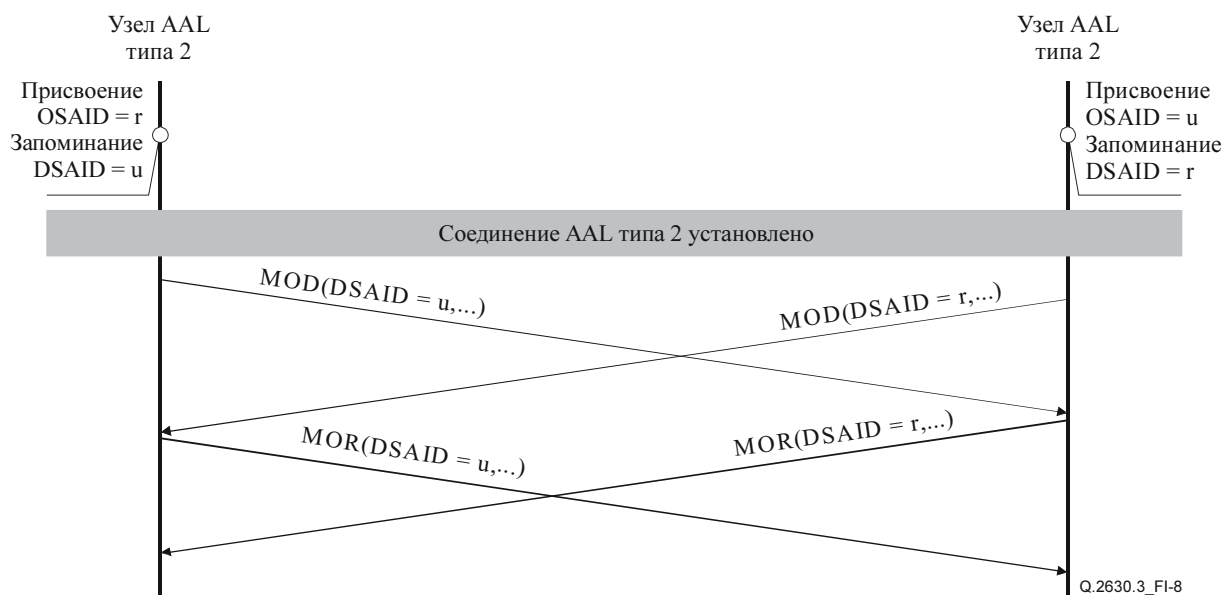 Узел AAL
типа 2
Узел AAL
типа 2
Присвоение
OSAID = r
Запоминание
DSAID = u
Присвоение
OSAID = u
Запоминание
DSAID = r
Соединение AAL типа 2 установлено
MOD(DSAID = u,...)
MOD(DSAID = r,...)
MOR(DSAID = u,...)
MOR(DSAID = r,...)
Q.2630.3_FI-8